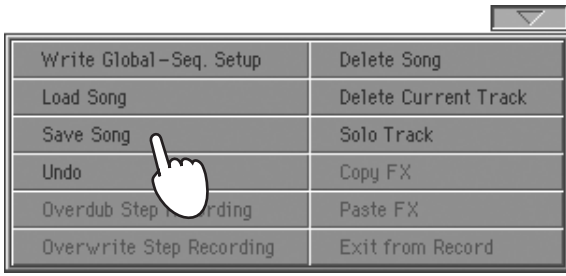 Write Global-Seq. Setup
Delete Song
Load Song
Delete Current Track
Save Song
Solo Track
Undo
Copy FX
Overdub Step Recording
Paste FX
Overwrite Step Recording
Exit from Record